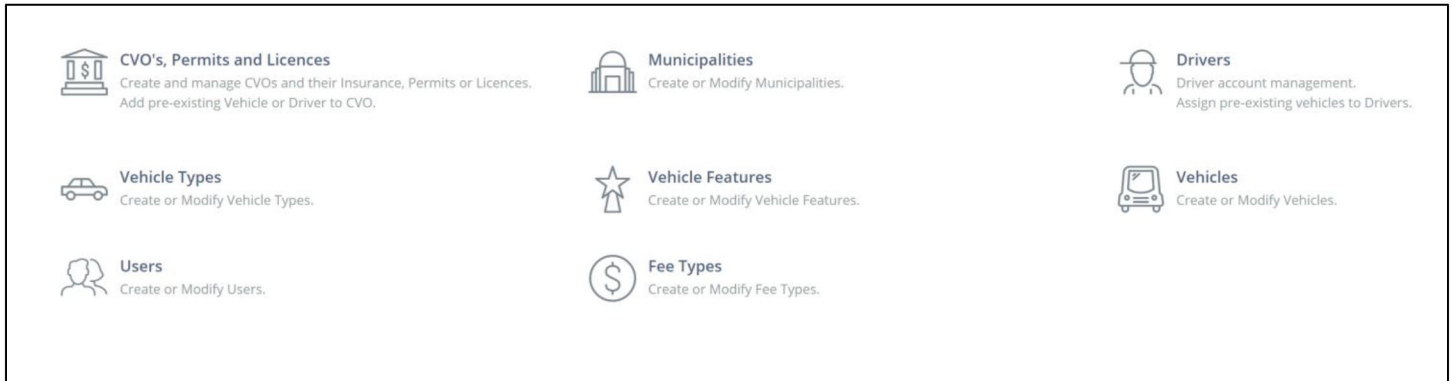 CVO's, Permits and Licences
Create and manage CVOs and their Insurance, Permits or Licences.
Add pre-existing Vehicle or Driver to CVO.
Municipalities
Create or Modify Municipalities.
Drivers
Driver account management.
Assign pre-existing vehicles to Drivers.
Vehicle Types
Create or Modify Vehicle Types.
Vehicle Features
Create or Modify Vehicle Features.
Vehicles
Create or Modify Vehicles.
Users
Create or Modify Users.
Fee Types
Create or Modify Fee Types.